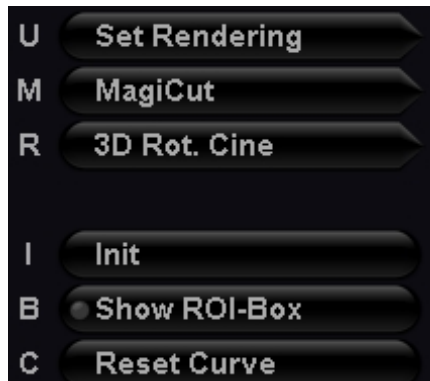 U Set Rendering
M MagiCut
R 3D Rot. Cine
I Init
B Show ROI-Box
C Reset Curve